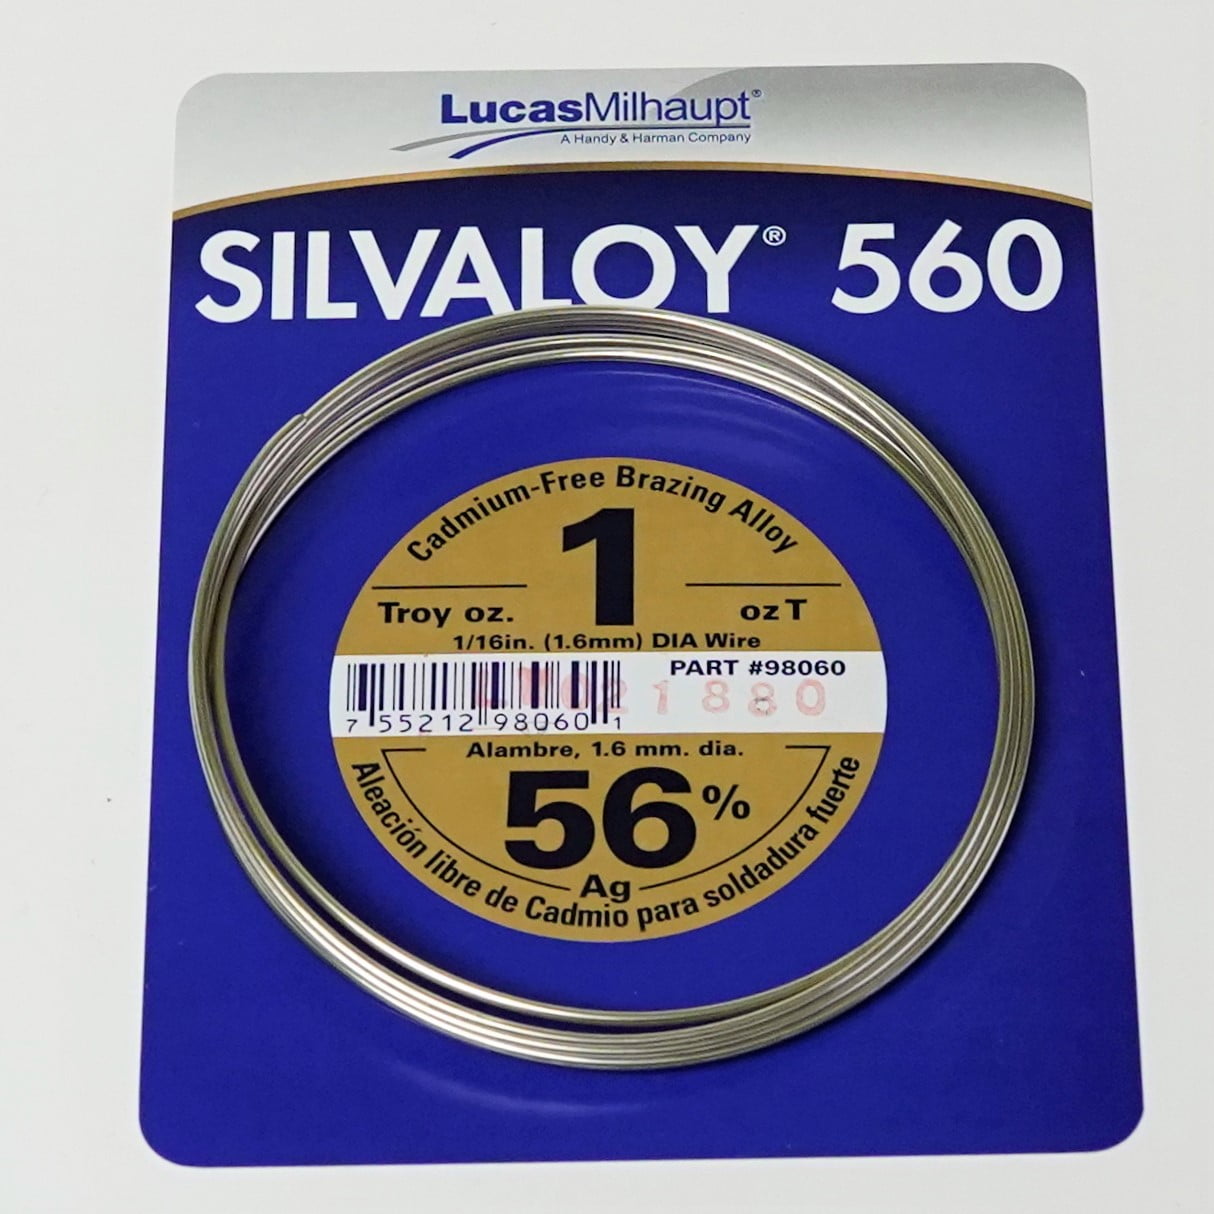 LucasMilhaupt®
A Handy & Harman Company
SILVALOY® 560
Cadmium-Free Brazing Alloy
1
Troy oz. oz T
1/16in. (1.6mm) DIA Wire
PART #98060
7 55212 98060 1
021880
Alambre, 1.6 mm. dia.
56%
Ag
Aleación libre de Cadmio para soldadura fuerte